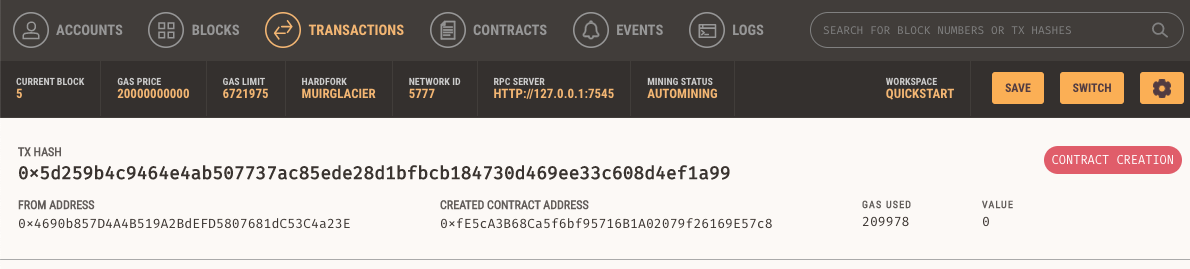 ACCOUNTS BLOCKS TRANSACTIONS CONTRACTS EVENTS LOGS SEARCH FOR BLOCK NUMBERS OR TX HASHES
CURRENT BLOCK GAS PRICE GAS LIMIT HARDFORK NETWORK ID RPC SERVER MINING STATUS WORKSPACE
5 20000000000 6721975 MUIRGLACIER 5777 HTTP://127.0.0.1:7545 AUTOMINING QUICKSTART SAVE SWITCH
TX HASH
0×5d259b4c9464e4ab507737ac85ede28d1bfbcb184730d469ee33c608d4ef1a99 CONTRACT CREATION
FROM ADDRESS CREATED CONTRACT ADDRESS GAS USED VALUE
0×4690b857D4A4B519A2BdEFD5807681dC53C4a23E 0×fE5cA3B68Ca5f6bf95716B1A02079f26169E57c8 209978 0